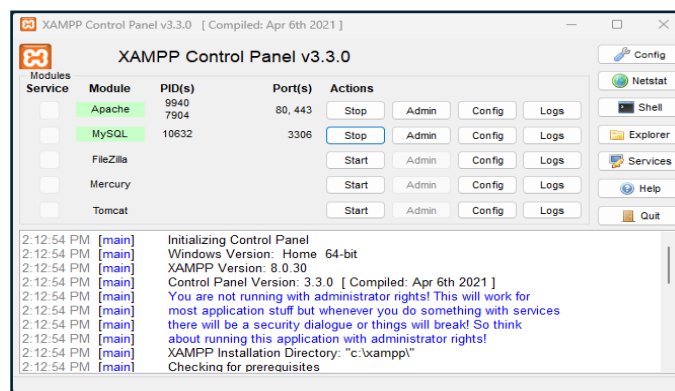 XAMPP Control Panel v3.3.0 [ Compiled: Apr 6th 2021 ]
XAMPP Control Panel v3.3.0
Config
Modules
Service Module PID(s) Port(s) Actions
Netstat
Apache 9940 7904 80, 443 Stop Admin Config Logs
Shell
MySQL 10632 3306 Stop Admin Config Logs
Explorer
FileZilla Start Admin Config Logs
Services
Mercury Start Admin Config Logs
Help
Tomcat Start Admin Config Logs
Quit
2:12:54 PM [main] Initializing Control Panel
2:12:54 PM [main] Windows Version: Home 64-bit
2:12:54 PM [main] XAMPP Version: 8.0.30
2:12:54 PM [main] Control Panel Version: 3.3.0 [ Compiled: Apr 6th 2021 ]
2:12:54 PM [main] You are not running with administrator rights! This will work for
2:12:54 PM [main] most application stuff but whenever you do something with services
2:12:54 PM [main] there will be a security dialogue or things will break! So think
2:12:54 PM [main] about running this application with administrator rights!
2:12:54 PM [main] XAMPP Installation Directory: "c:\xampp\"
2:12:54 PM [main] Checking for prerequisites